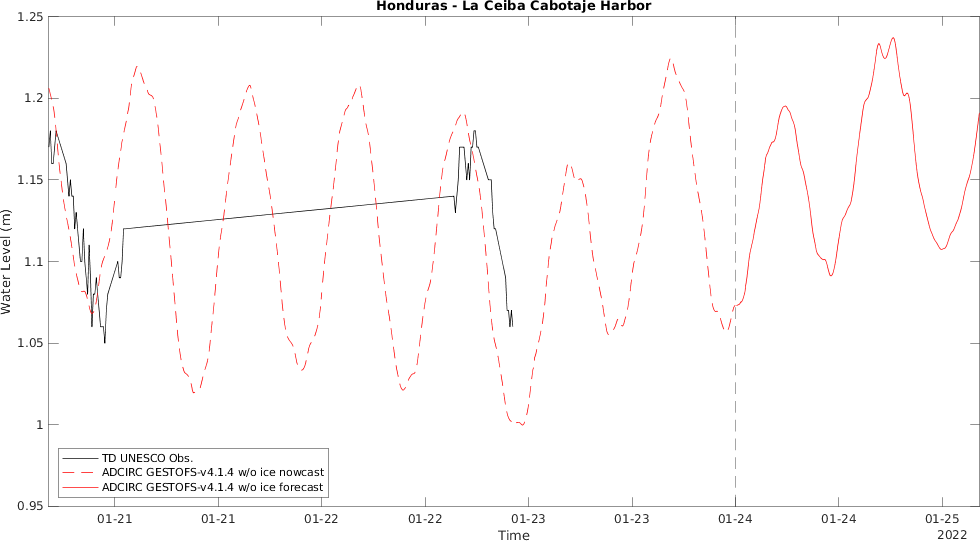 Honduras - La Ceiba Cabotaje Harbor
1.25
1.2
1.15
1.1
1.05
1
0.95
Water Level (m)
TD UNESCO Obs.
ADCIRC GESTOFS-v4.1.4 w/o ice nowcast
ADCIRC GESTOFS-v4.1.4 w/o ice forecast
01-21 01-21 01-22 01-22 01-23 01-23 01-24 01-24 01-25
Time
2022